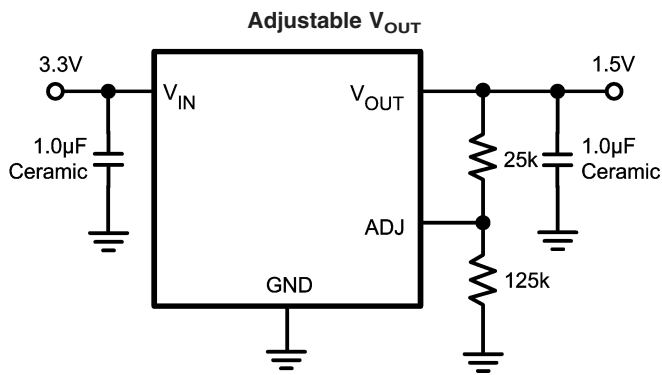 Adjustable VOUT
3.3V
1.5V
VIN
VOUT
1.0µF
Ceramic
25k
1.0µF
Ceramic
ADJ
GND
125k